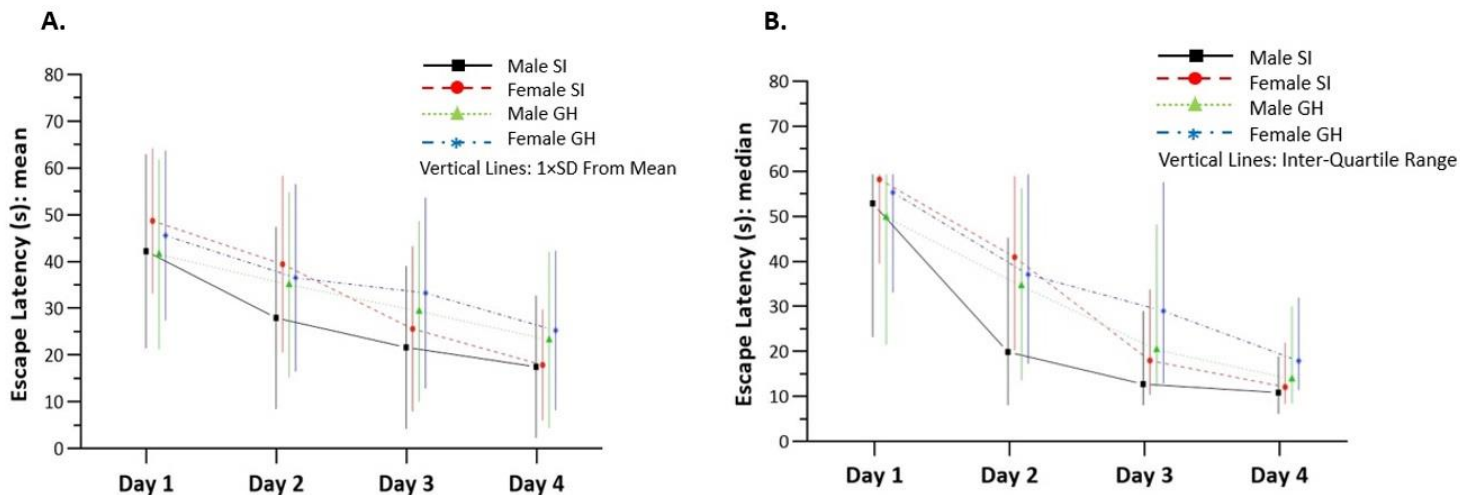 A.
Male SI
Female SI
Male GH
Female GH
Vertical Lines: 1×SD From Mean
Escape Latency (s): mean
80
70
60
50
40
30
20
10
0
Day 1 Day 2 Day 3 Day 4
B.
Male SI
Female SI
Male GH
Female GH
Vertical Lines: Inter-Quartile Range
Escape Latency (s): median
80
70
60
50
40
30
20
10
0
Day 1 Day 2 Day 3 Day 4